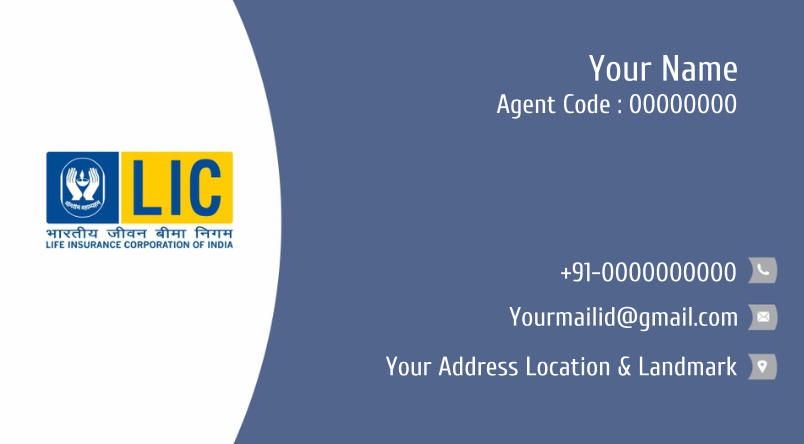 Your Name
Agent Code : 00000000
LIC
भारतीय जीवन बीमा निगम
LIFE INSURANCE CORPORATION OF INDIA
+91-0000000000
Yourmailid@gmail.com
Your Address Location & Landmark